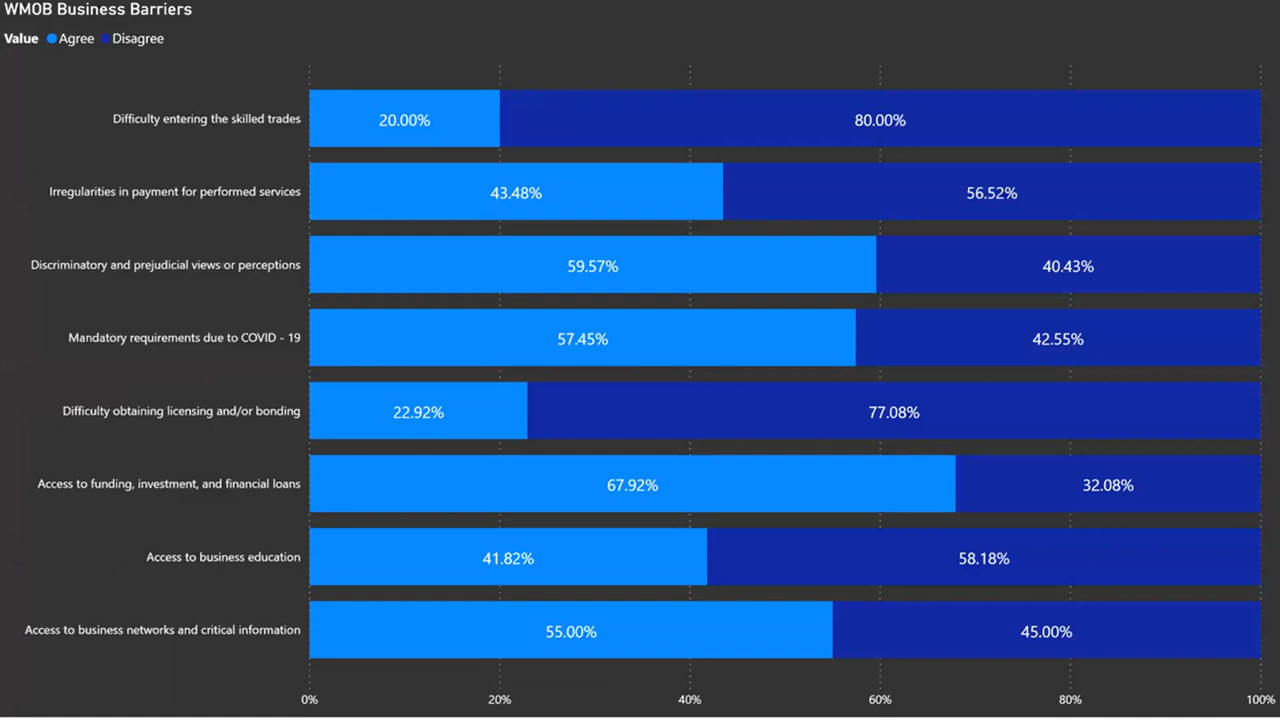 WMOB Business Barriers
Value Agree Disagree
Difficulty entering the skilled trades 20.00% 80.00%
Irregularities in payment for performed services 43.48% 56.52%
Discriminatory and prejudicial views or perceptions 59.57% 40.43%
Mandatory requirements due to COVID - 19 57.45% 42.55%
Difficulty obtaining licensing and/or bonding 22.92% 77.08%
Access to funding, investment, and financial loans 67.92% 32.08%
Access to business education 41.82% 58.18%
Access to business networks and critical information 55.00% 45.00%
0% 20% 40% 60% 80% 100%